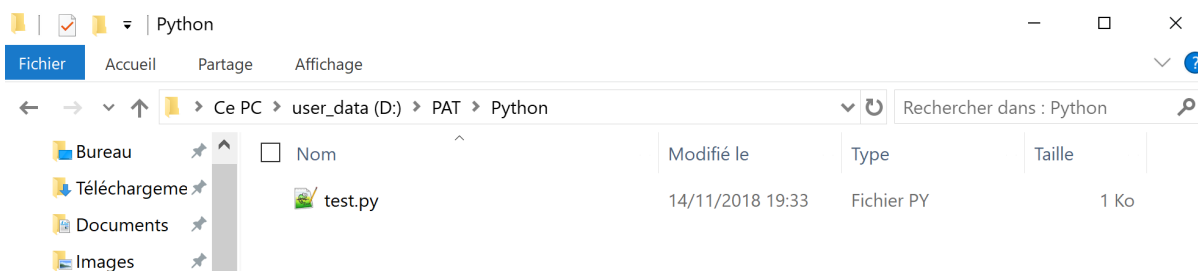 Python
Fichier Accueil Partage Affichage ?
Ce PC user_data (D:) PAT Python Rechercher dans : Python
Bureau Nom Modifié le Type Taille
Téléchargeme test.py 14/11/2018 19:33 Fichier PY 1 Ko
Documents
Images